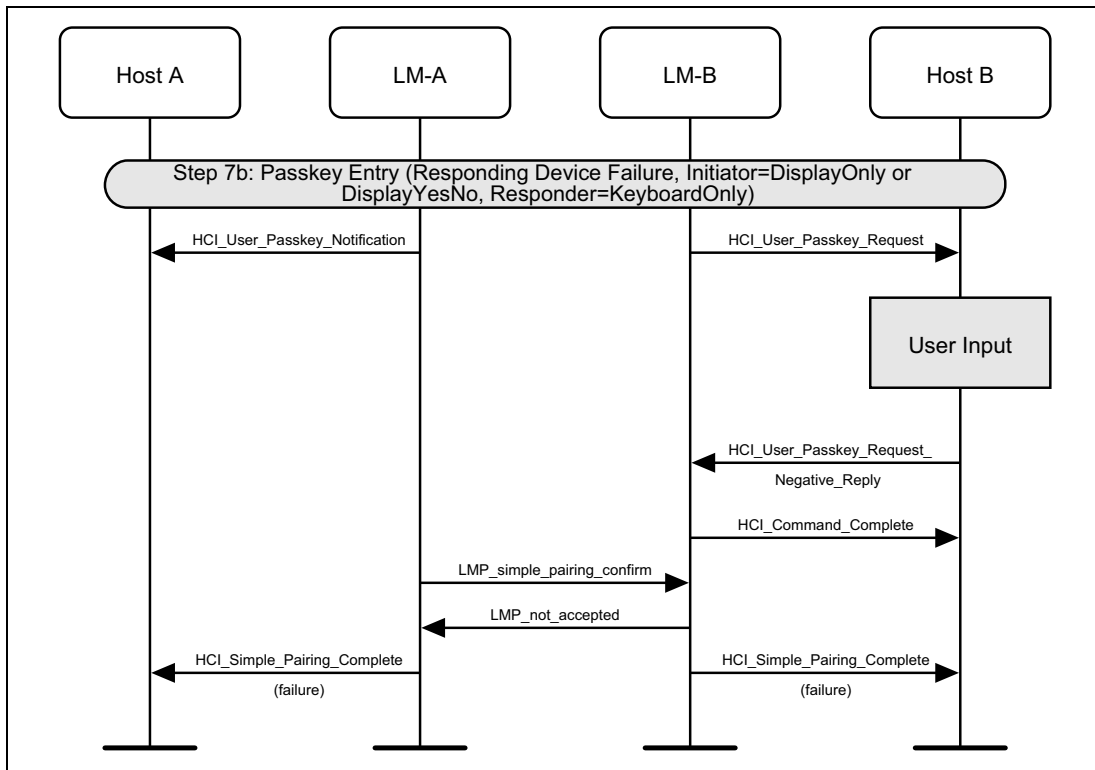 Host A
LM-A
LM-B
Host B
Step 7b: Passkey Entry (Responding Device Failure, Initiator=DisplayOnly or
DisplayYesNo, Responder=KeyboardOnly)
HCI_User_Passkey_Notification
HCI_User_Passkey_Request
User Input
HCI_User_Passkey_Request_
Negative_Reply
HCI_Command_Complete
LMP_simple_pairing_confirm
LMP_not_accepted
HCI_Simple_Pairing_Complete
(failure)
HCI_Simple_Pairing_Complete
(failure)